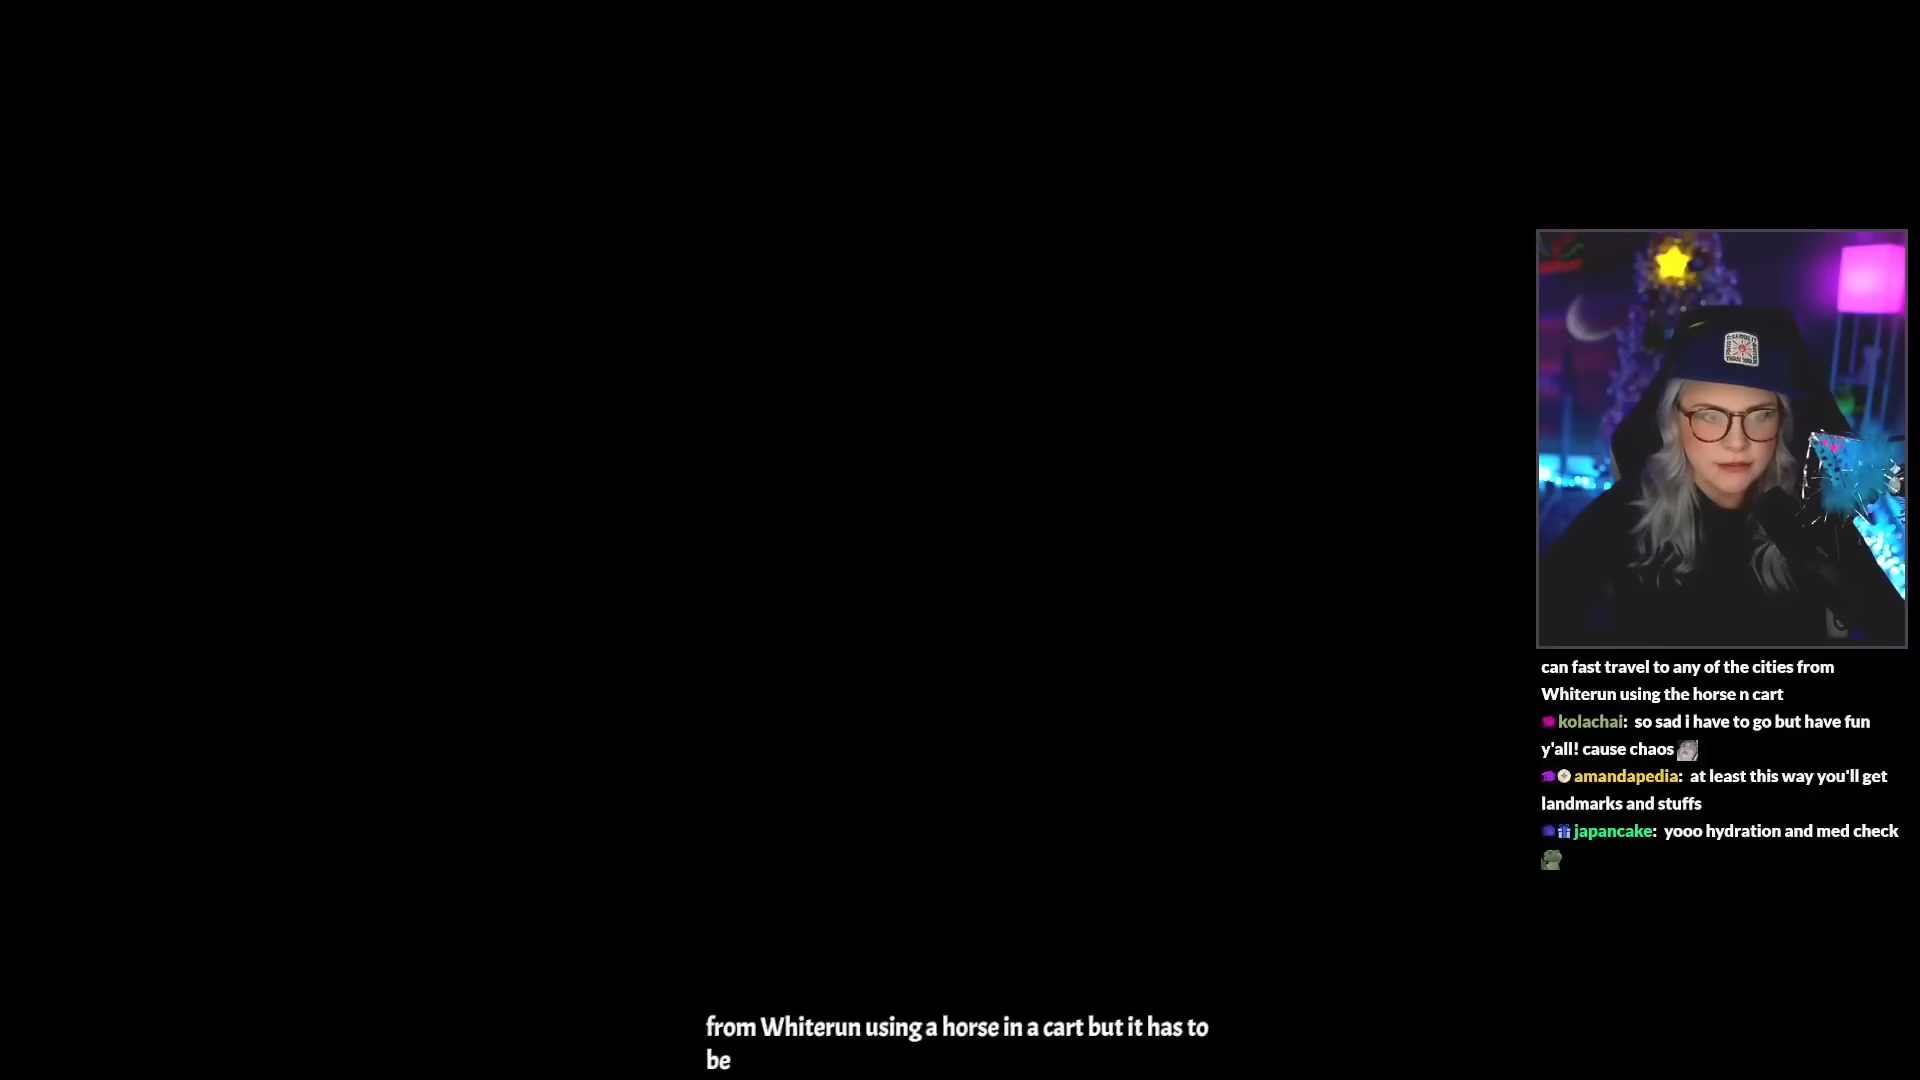 can fast travel to any of the cities from
Whiterun using the horse n cart
kolachai: so sad i have to go but have fun
y'all! cause chaos
amandapedia: at least this way you'll get
landmarks and stuffs
japancake: yooo hydration and med check
from Whiterun using a horse in a cart but it has to
be